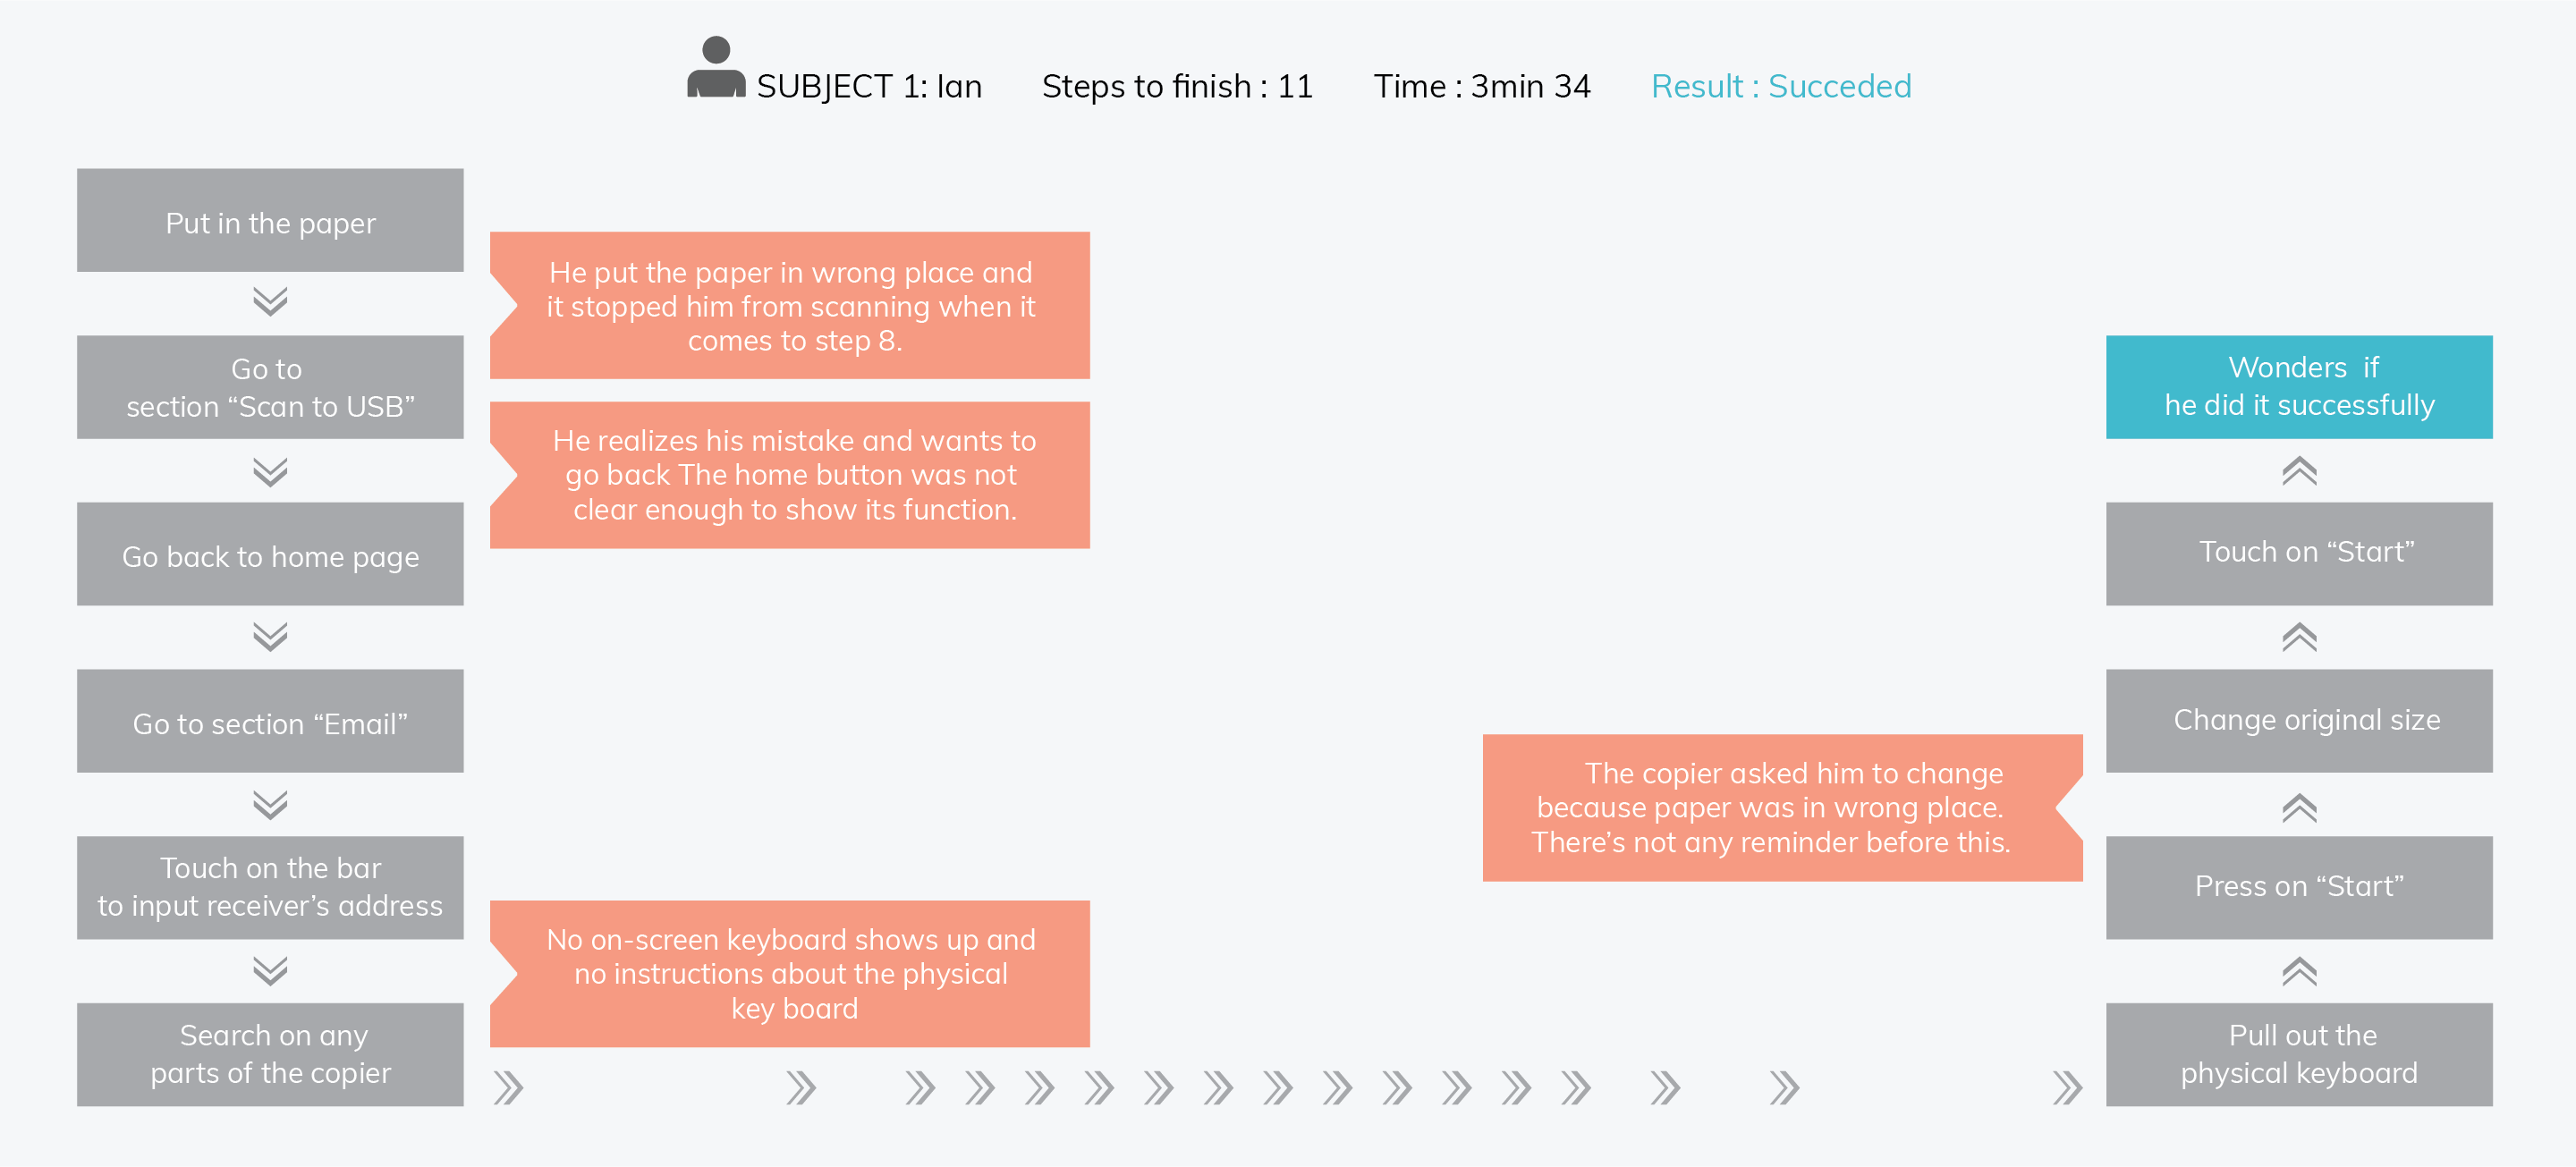 SUBJECT 1: Ian
Steps to finish : 11
Time : 3min 34
Result : Succeded
Put in the paper
He put the paper in wrong place and
it stopped him from scanning when it
comes to step 8.
Go to
section “Scan to USB”
He realizes his mistake and wants to
go back The home button was not
clear enough to show its function.
Go back to home page
Go to section “Email”
Touch on the bar
to input receiver’s address
No on-screen keyboard shows up and
no instructions about the physical
key board
Search on any
parts of the copier
Pull out the
physical keyboard
Press on “Start”
The copier asked him to change
because paper was in wrong place.
There’s not any reminder before this.
Change original size
Touch on “Start”
Wonders  if
he did it successfully